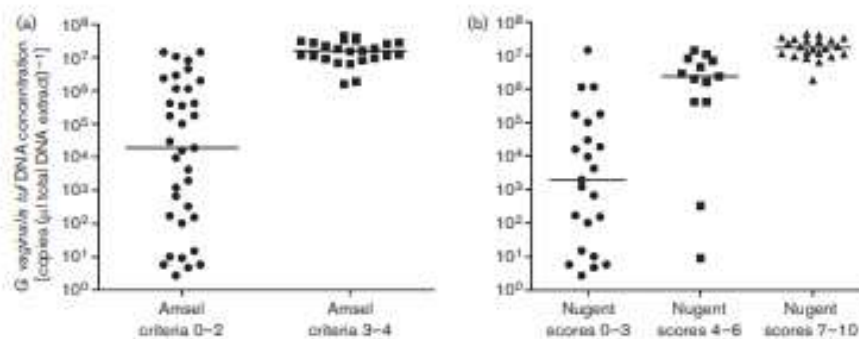 (a)
G vaginalis tuf DNA concentration
[copies (µl total DNA extract)−1]
10⁸
10⁷
10⁶
10⁵
10⁴
10³
10²
10¹
10⁰
Amsel
criteria 0–2
Amsel
criteria 3–4
(b)
10⁸
10⁷
10⁶
10⁵
10⁴
10³
10²
10¹
10⁰
Nugent
scores 0–3
Nugent
scores 4–6
Nugent
scores 7–10